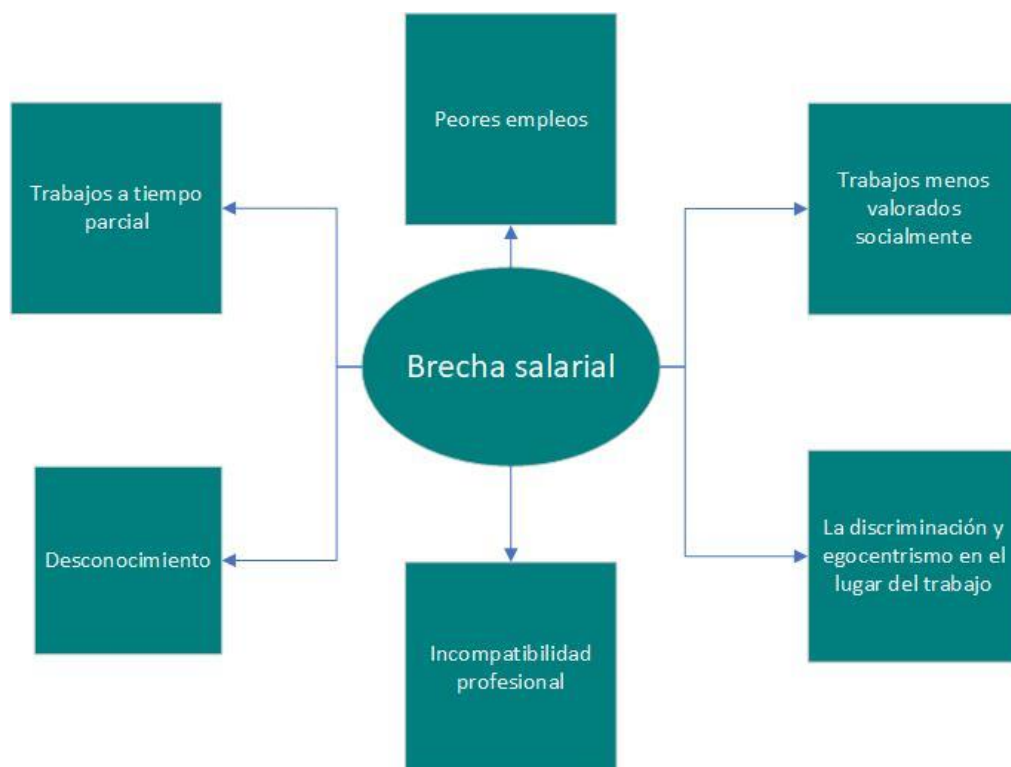 Peores empleos
Trabajos a tiempo
parcial
Trabajos menos
valorados
socialmente
Brecha salarial
Desconocimiento
La discriminación y
egocentrismo en el
lugar del trabajo
Incompatibilidad
profesional